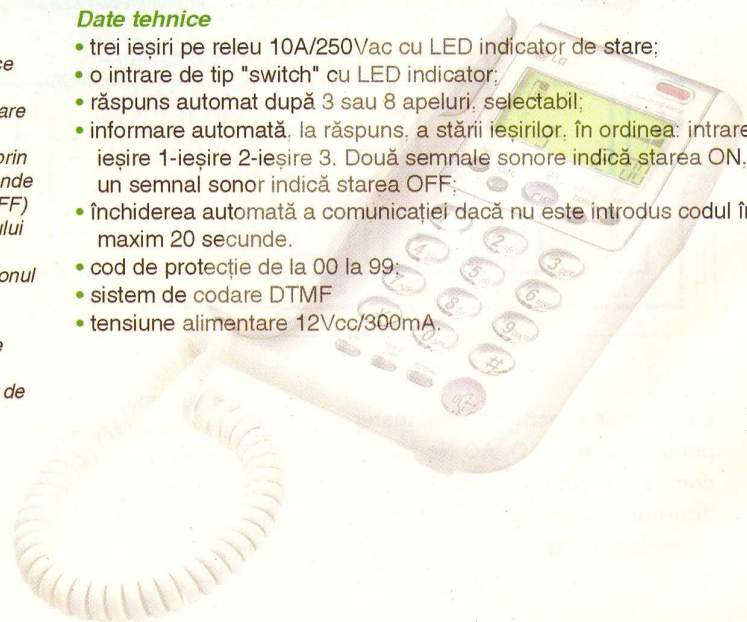 Date tehnice
• trei ieșiri pe releu 10A/250Vac cu LED indicator de stare;
• o intrare de tip "switch" cu LED indicator;
• răspuns automat după 3 sau 8 apeluri, selectabil;
• informare automată, la răspuns, a stării ieșirilor, în ordinea: intrare
ieșire 1-ieșire 2-ieșire 3. Două semnale sonore indică starea ON,
un semnal sonor indică starea OFF;
• închiderea automată a comunicației dacă nu este introdus codul în
maxim 20 secunde.
• cod de protecție de la 00 la 99;
• sistem de codare DTMF
• tensiune alimentare 12Vcc/300mA.